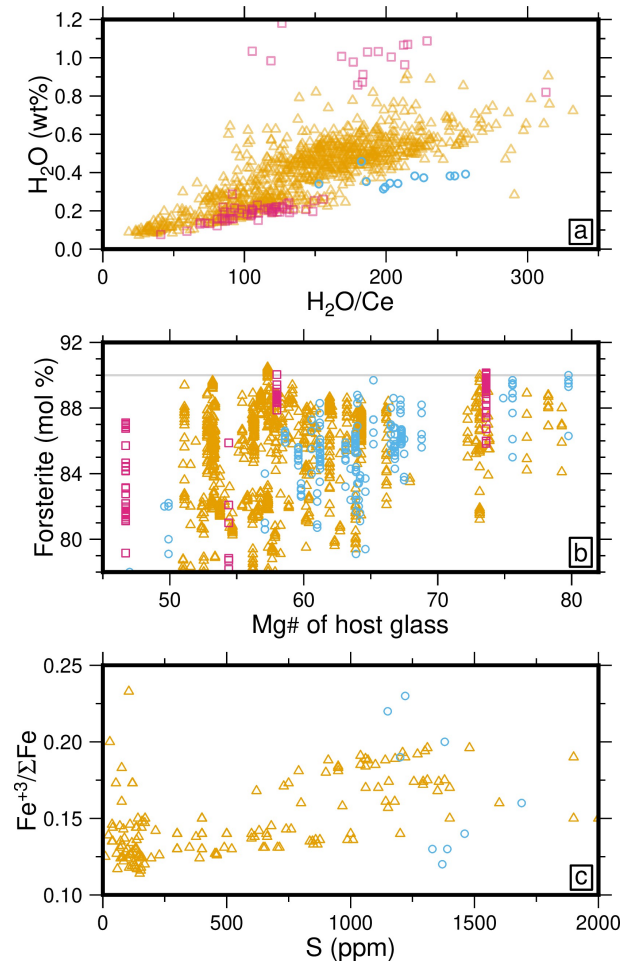 1.2
1.0
0.8
0.6
0.4
0.2
0.0
H₂O (wt%)
a
0 100 200 300
H₂O/Ce
92
88
84
80
Forsterite (mol %)
b
50 60 70 80
Mg# of host glass
0.25
0.20
0.15
0.10
Fe⁺³/ΣFe
c
0 500 1000 1500 2000
S (ppm)